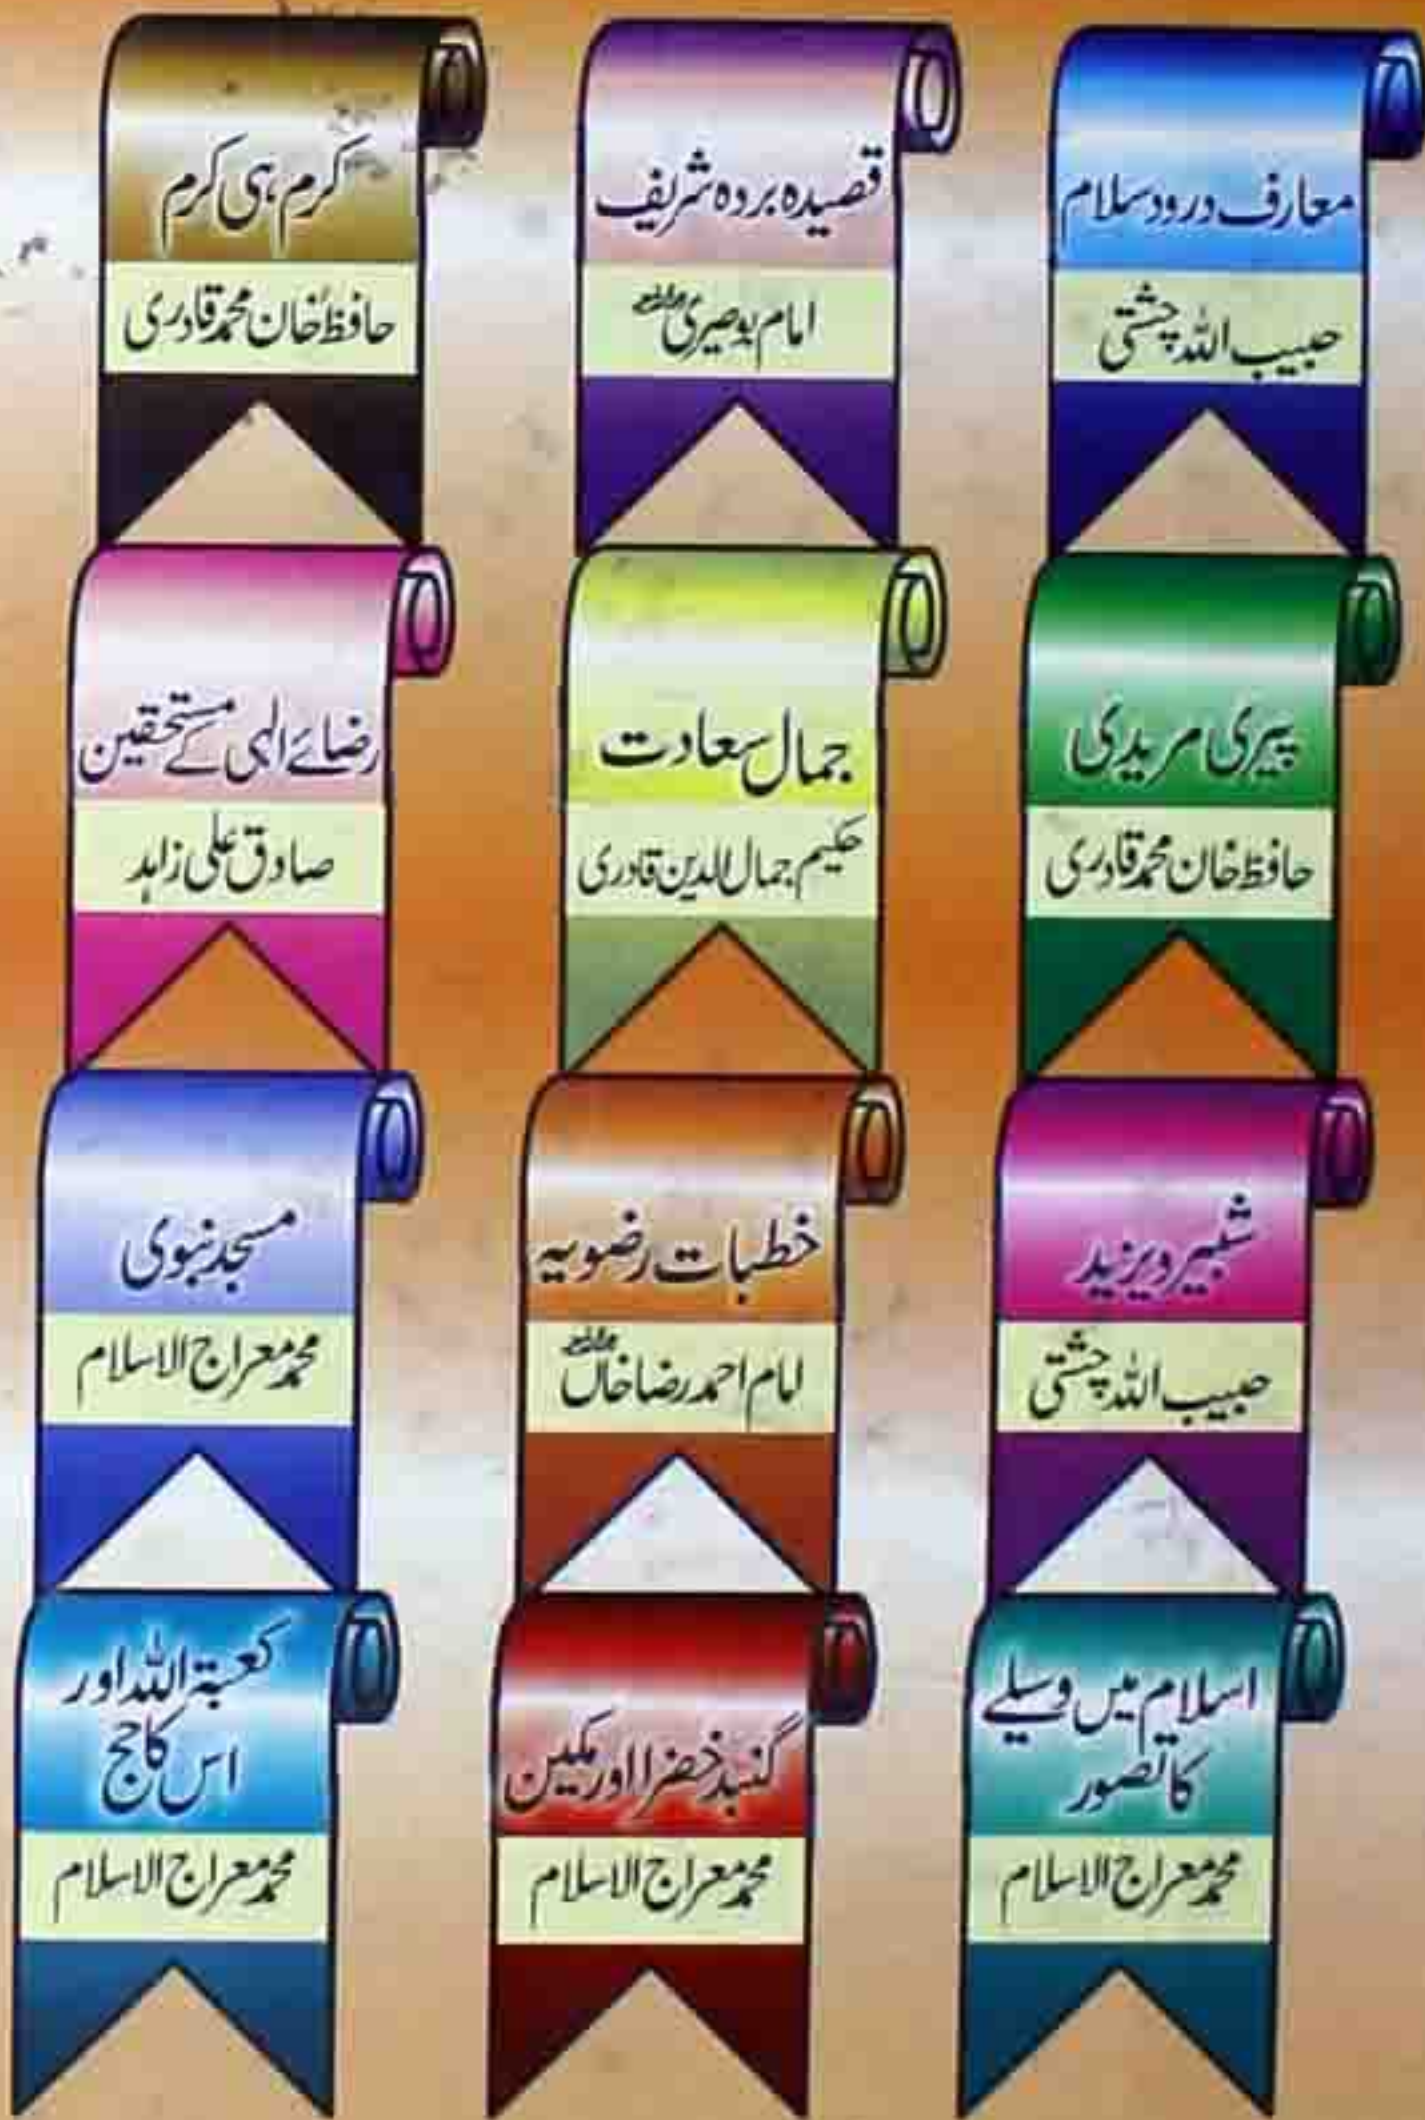 معارف درود سلام
حبیب اللہ چشتی
قصیدہ بردہ شریف
امام بوصیری
کرم ہی کرم
حافظ خان محمد قادری
پیری مریدی
حافظ خان محمد قادری
جمال سعادت
حکیم جمال الدین قادری
رضائے الٰہی کے مستحقین
صادق علی زاہد
شبیر و یزید
حبیب اللہ چشتی
خطبات رضویہ
امام احمد رضا خاں
مسجد نبوی
محمد معراج الاسلام
اسلام میں وسیلے
کا تصور
محمد معراج الاسلام
گنبد خضرا اور مکین
محمد معراج الاسلام
کعبۃ اللہ اور
اس کا حج
محمد معراج الاسلام